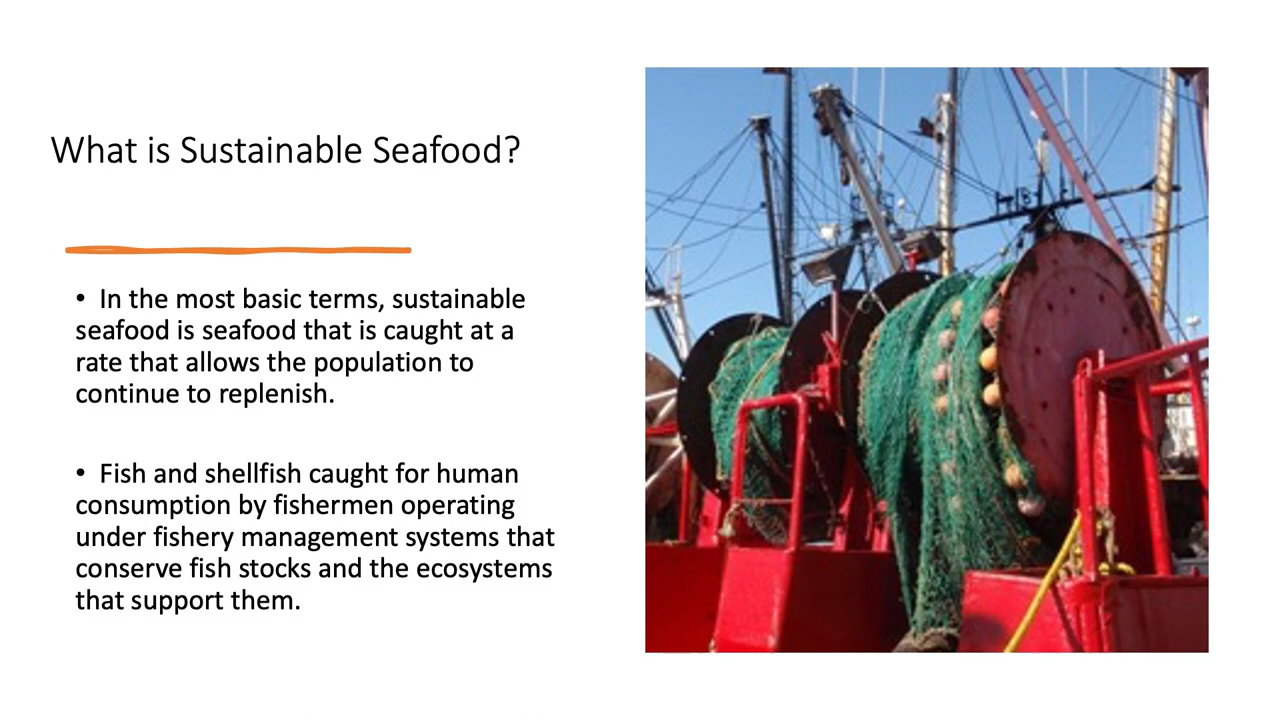 What is Sustainable Seafood?
• In the most basic terms, sustainable
seafood is seafood that is caught at a
rate that allows the population to
continue to replenish.
• Fish and shellfish caught for human
consumption by fishermen operating
under fishery management systems that
conserve fish stocks and the ecosystems
that support them.